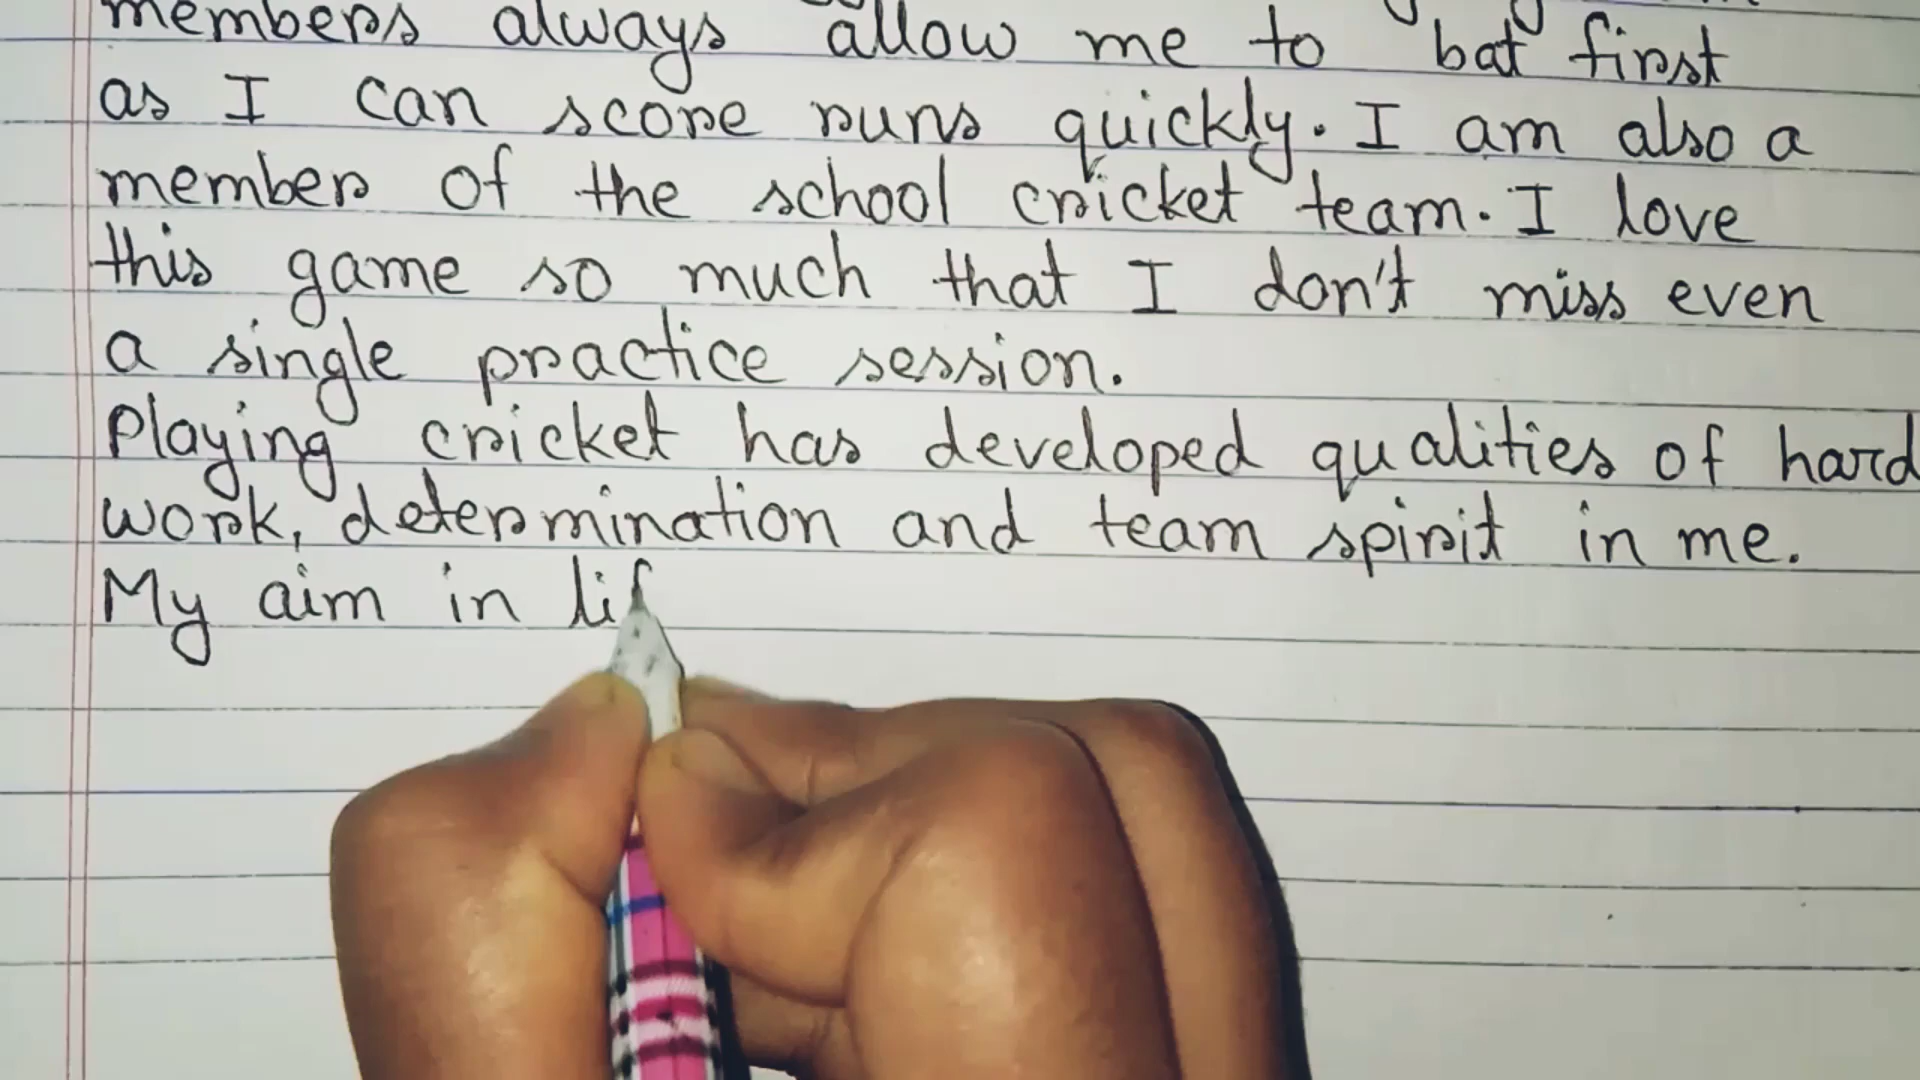 members always allow me to bat first
as I can score runs quickly. I am also a
member of the school cricket team. I love
this game so much that I don't miss even
a single practice session.
Playing cricket has developed qualities of hard
work, determination and team spirit in me.
My aim in lif